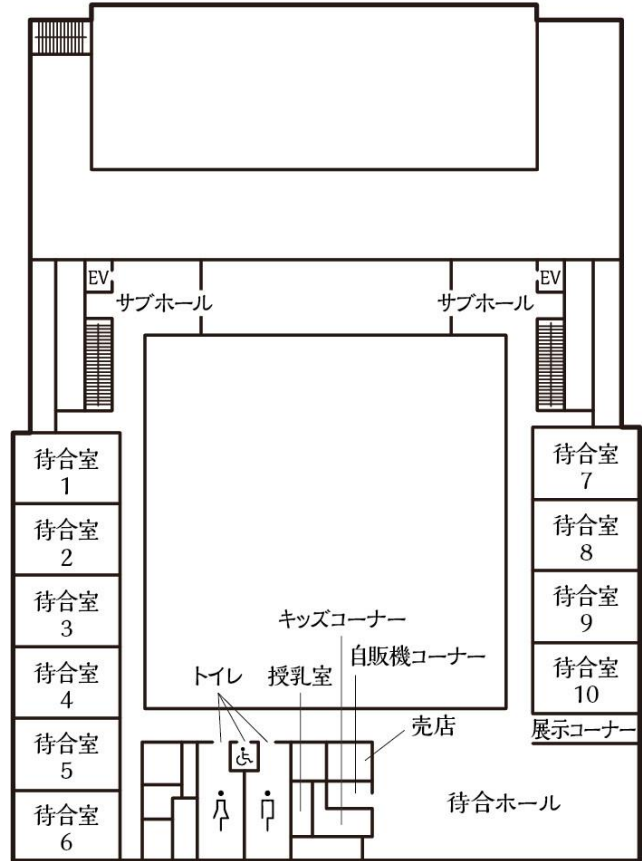 EV
EV
サブホール
サブホール
待合室
1
待合室
2
待合室
3
待合室
4
待合室
5
待合室
6
待合室
7
待合室
8
待合室
9
待合室
10
展示コーナー
キッズコーナー
自販機コーナー
トイレ
授乳室
売店
待合ホール